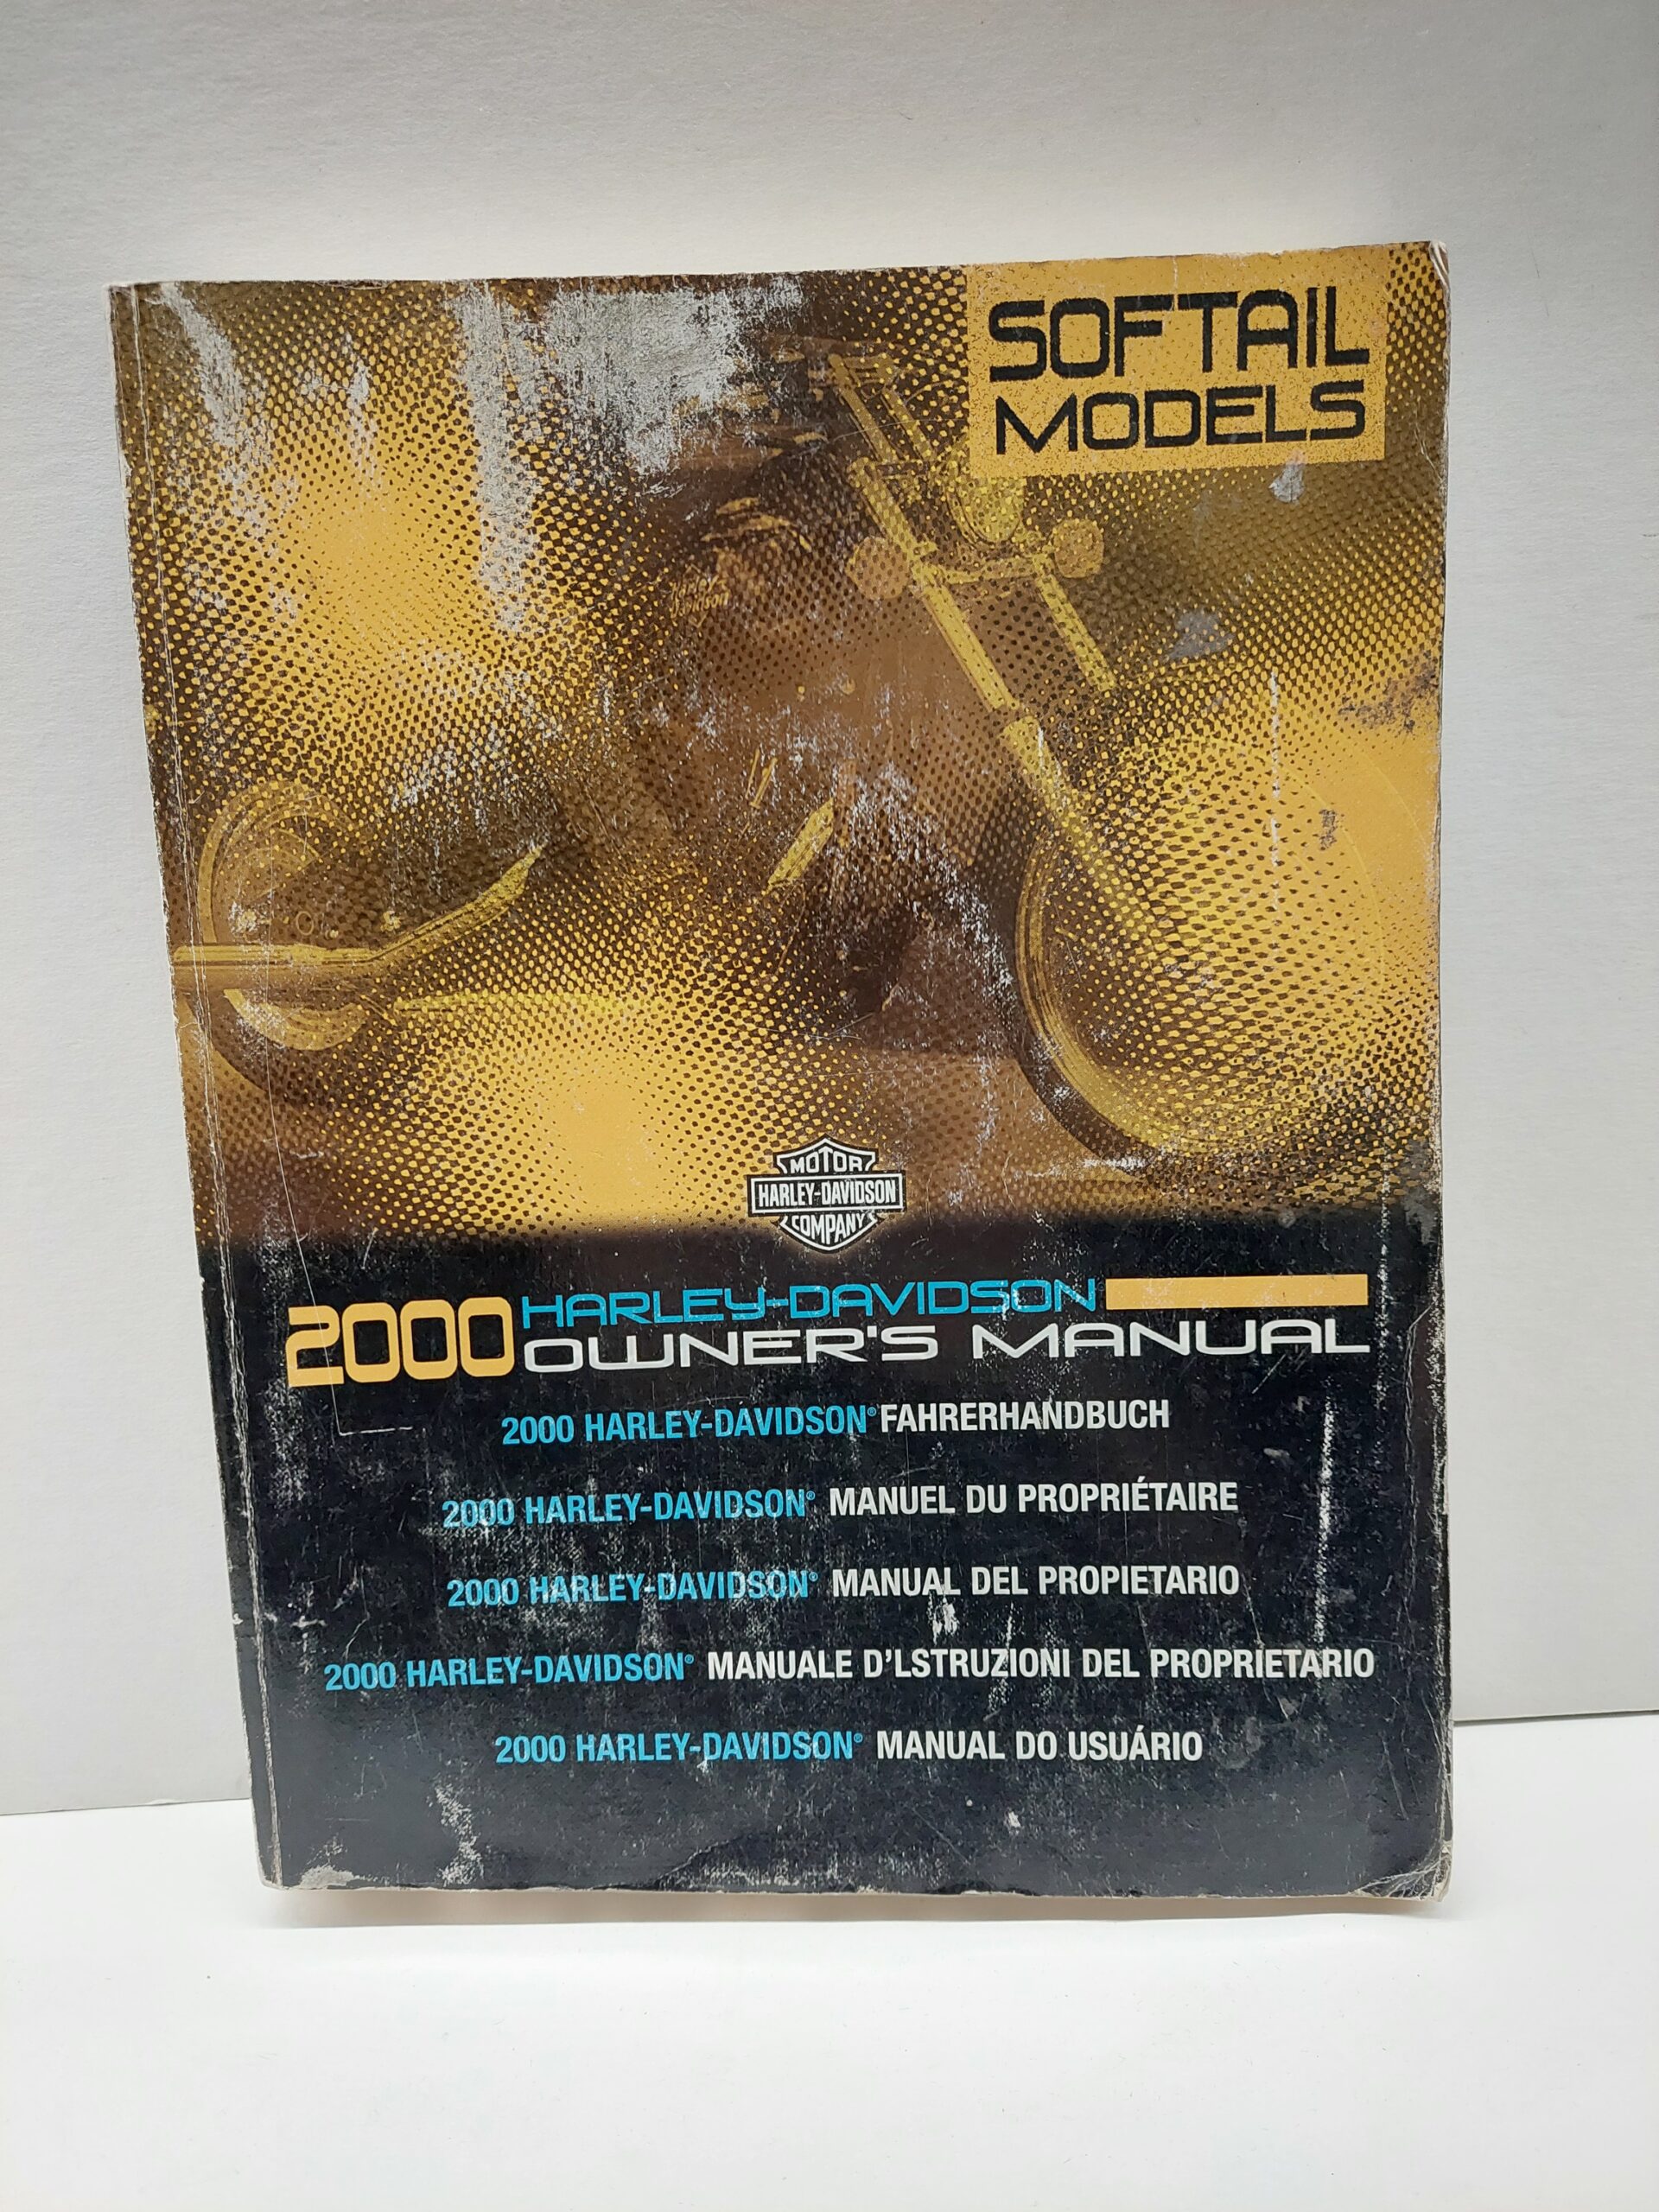 SOFTAIL
MODELS
Harley
Davidson
MOTOR
HARLEY-DAVIDSON
COMPANY
2000 HARLEY-DAVIDSON
OWNER'S MANUAL
2000 HARLEY-DAVIDSON® FAHRERHANDBUCH
2000 HARLEY-DAVIDSON® MANUEL DU PROPRIÉTAIRE
2000 HARLEY-DAVIDSON® MANUAL DEL PROPIETARIO
2000 HARLEY-DAVIDSON® MANUALE D'LSTRUZIONI DEL PROPRIETARIO
2000 HARLEY-DAVIDSON® MANUAL DO USUÁRIO